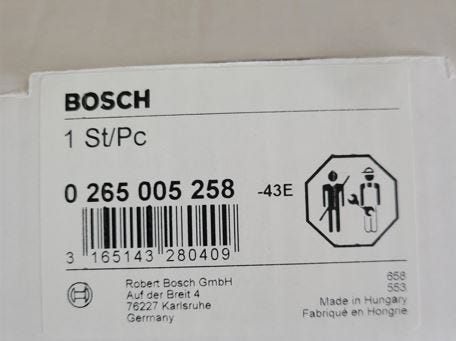 BOSCH
1 St/Pc
0 265 005 258 -43E
3 165143 280409
Robert Bosch GmbH
Auf der Breit 4
76227 Karlsruhe
Germany
658
553
Made in Hungary
Fabriqué en Hongrie